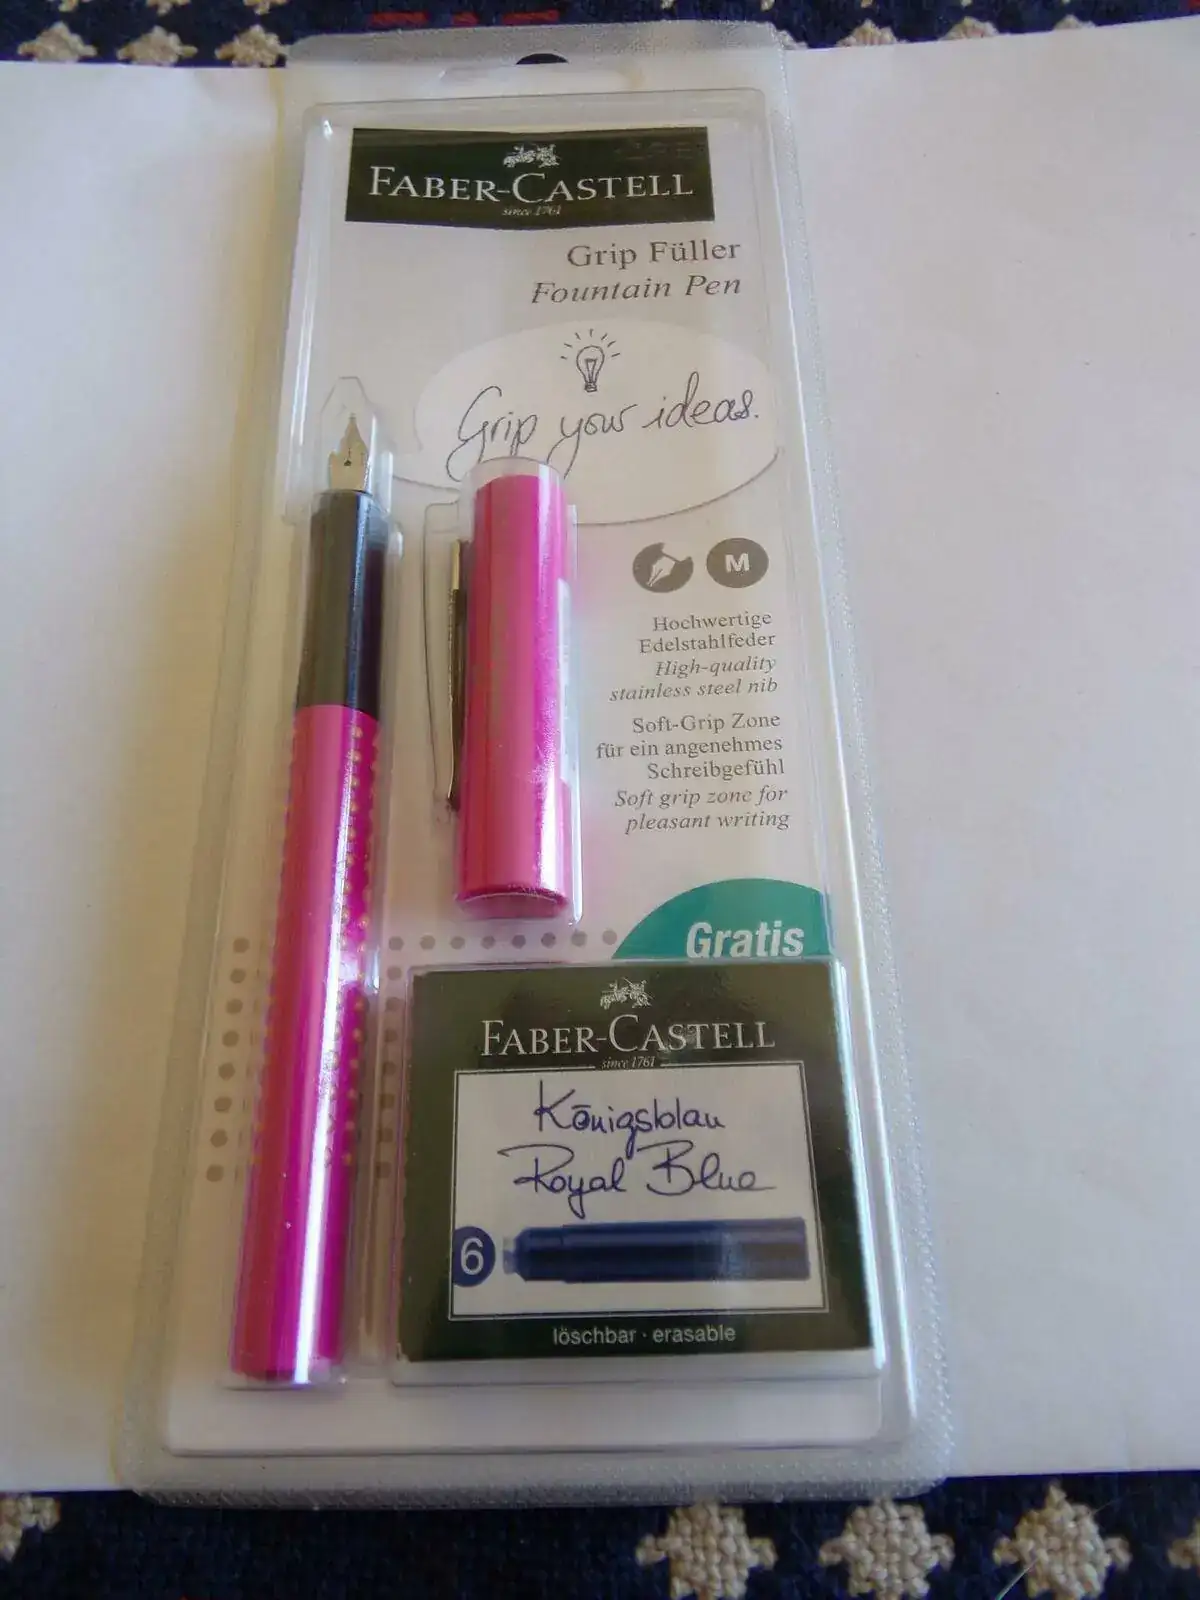 FABER-CASTELL
since 1761
Grip Füller
Fountain Pen
Grip your ideas.
M
Hochwertige
Edelstahlfeder
High-quality
stainless steel nib
Soft-Grip Zone
für ein angenehmes
Schreibgefühl
Soft grip zone for
pleasant writing
Gratis
FABER-CASTELL
since 1761
Königsblau
Royal Blue
6
löschbar · erasable